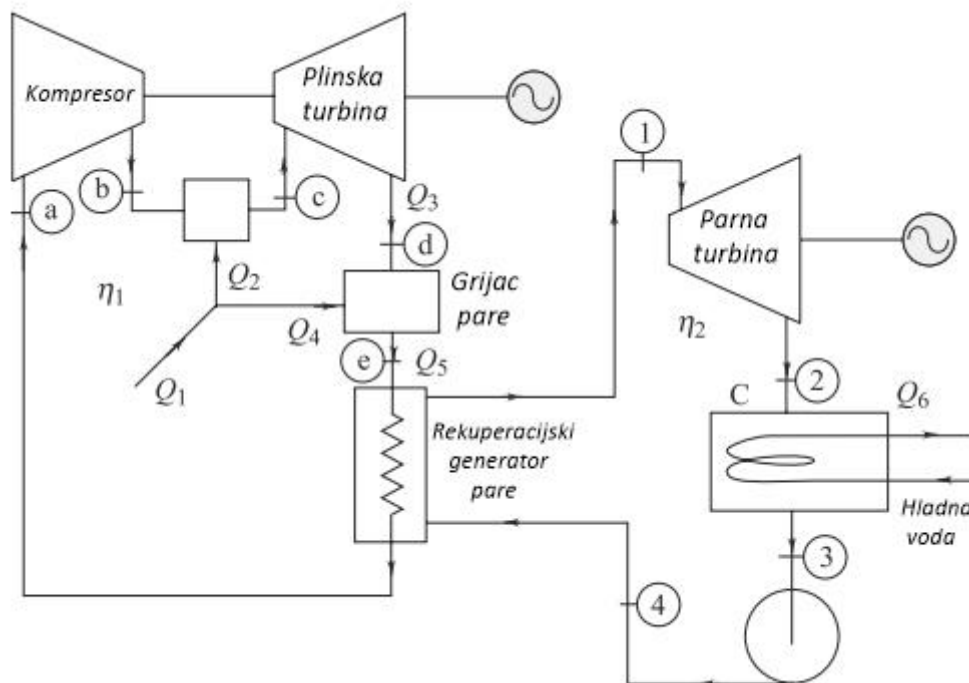 Kompresor
Plinska
turbina
1
b
c
a
Q3
d
Parna
turbina
η1
Q2
Grijac
pare
η2
Q4
e
Q5
2
Q1
C
Q6
Rekuperacijski
generator
pare
Hladna
voda
3
4